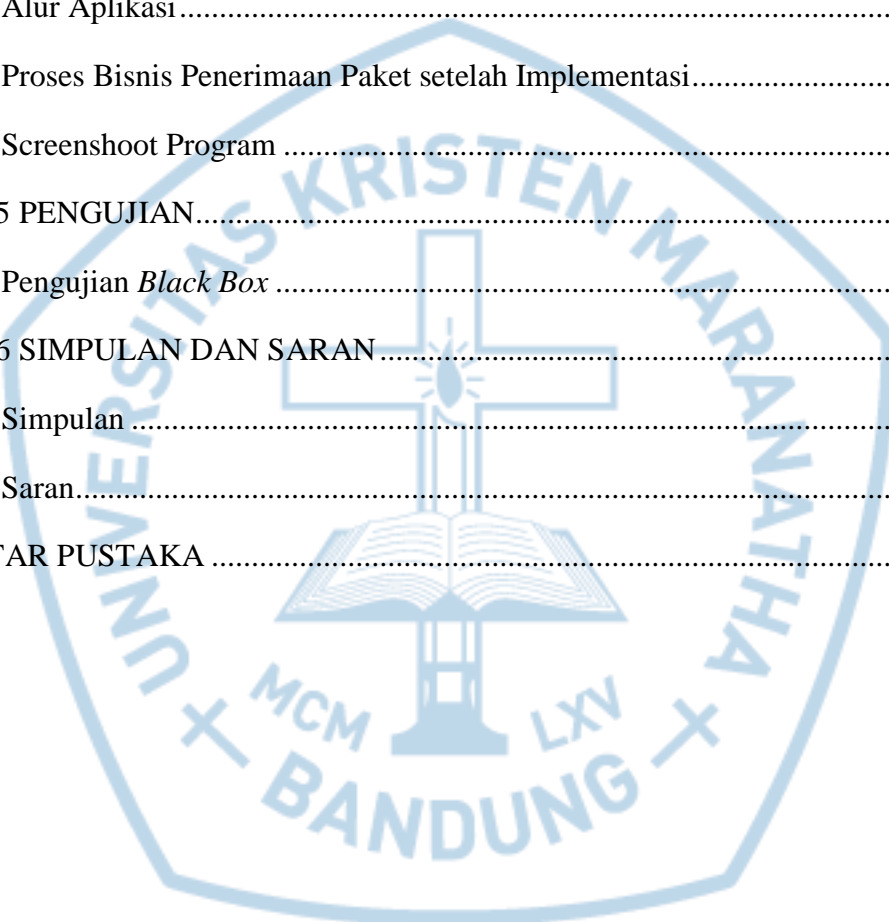 Alur Aplikasi..........................................................................................
Proses Bisnis Penerimaan Paket setelah Implementasi..........................
Screenshoot Program ...........................................................................
5 PENGUJIAN.......................................................................................
Pengujian Black Box ............................................................................
6 SIMPULAN DAN SARAN.................................................................
Simpulan ..............................................................................................
Saran.....................................................................................................
TAR PUSTAKA ...................................................................................
UNIVERSITAS KRISTEN MARANATHA
MCM LXV
BANDUNG